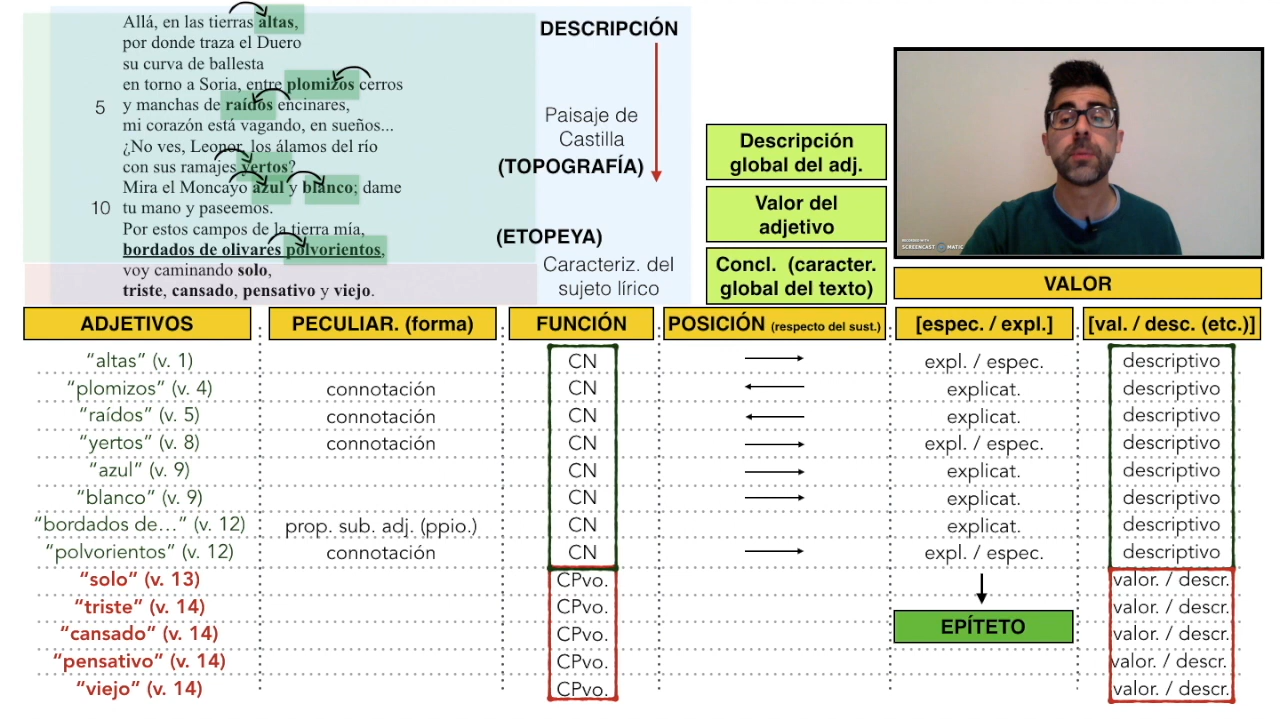 Allá, en las tierras altas,
por donde traza el Duero
su curva de ballesta
en torno a Soria, entre plomizos cerros
5 y manchas de raídos encinares,
mi corazón está vagando, en sueños...
¿No ves, Leonor, los álamos del río
con sus ramajes yertos?
Mira el Moncayo azul y blanco; dame
10 tu mano y paseemos.
Por estos campos de la tierra mía,
bordados de olivares polvorientos,
voy caminando solo,
triste, cansado, pensativo y viejo.
DESCRIPCIÓN
Paisaje de
Castilla
(TOPOGRAFÍA)
(ETOPEYA)
Caracteriz. del
sujeto lírico
Descripción
global del adj.
Valor del
adjetivo
Concl. (caracter.
global del texto)
RECORDED WITH
SCREENCAST MATIC
VALOR
ADJETIVOS PECULIAR. (forma) FUNCIÓN POSICIÓN (respecto del sust.) [espec. / expl.] [val. / desc. (etc.)]
“altas” (v. 1) CN expl. / espec. descriptivo
“plomizos” (v. 4) connotación CN explicat. descriptivo
“raídos” (v. 5) connotación CN explicat. descriptivo
“yertos” (v. 8) connotación CN expl. / espec. descriptivo
“azul” (v. 9) CN explicat. descriptivo
“blanco” (v. 9) CN explicat. descriptivo
“bordados de…” (v. 12) prop. sub. adj. (ppio.) CN explicat. descriptivo
“polvorientos” (v. 12) connotación CN expl. / espec. descriptivo
“solo” (v. 13) CPvo. valor. / descr.
“triste” (v. 14) CPvo. valor. / descr.
“cansado” (v. 14) CPvo. EPÍTETO valor. / descr.
“pensativo” (v. 14) CPvo. valor. / descr.
“viejo” (v. 14) CPvo. valor. / descr.